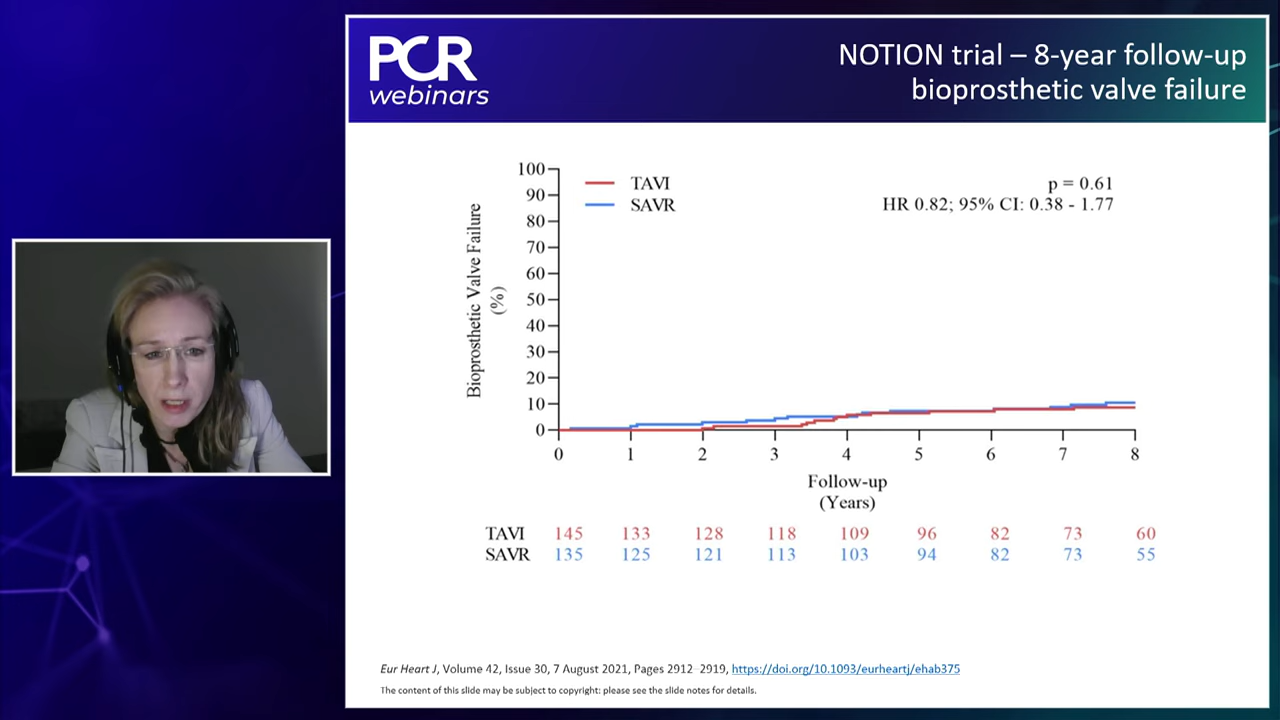 PCR
webinars
NOTION trial – 8-year follow-up
bioprosthetic valve failure
Bioprosthetic Valve Failure
(%)
100
90
80
70
60
50
40
30
20
10
0
TAVI
SAVR
p = 0.61
HR 0.82; 95% CI: 0.38 - 1.77
0 1 2 3 4 5 6 7 8
Follow-up
(Years)
TAVI 145 133 128 118 109 96 82 73 60
SAVR 135 125 121 113 103 94 82 73 55
Eur Heart J, Volume 42, Issue 30, 7 August 2021, Pages 2912–2919, https://doi.org/10.1093/eurheartj/ehab375
The content of this slide may be subject to copyright: please see the slide notes for details.